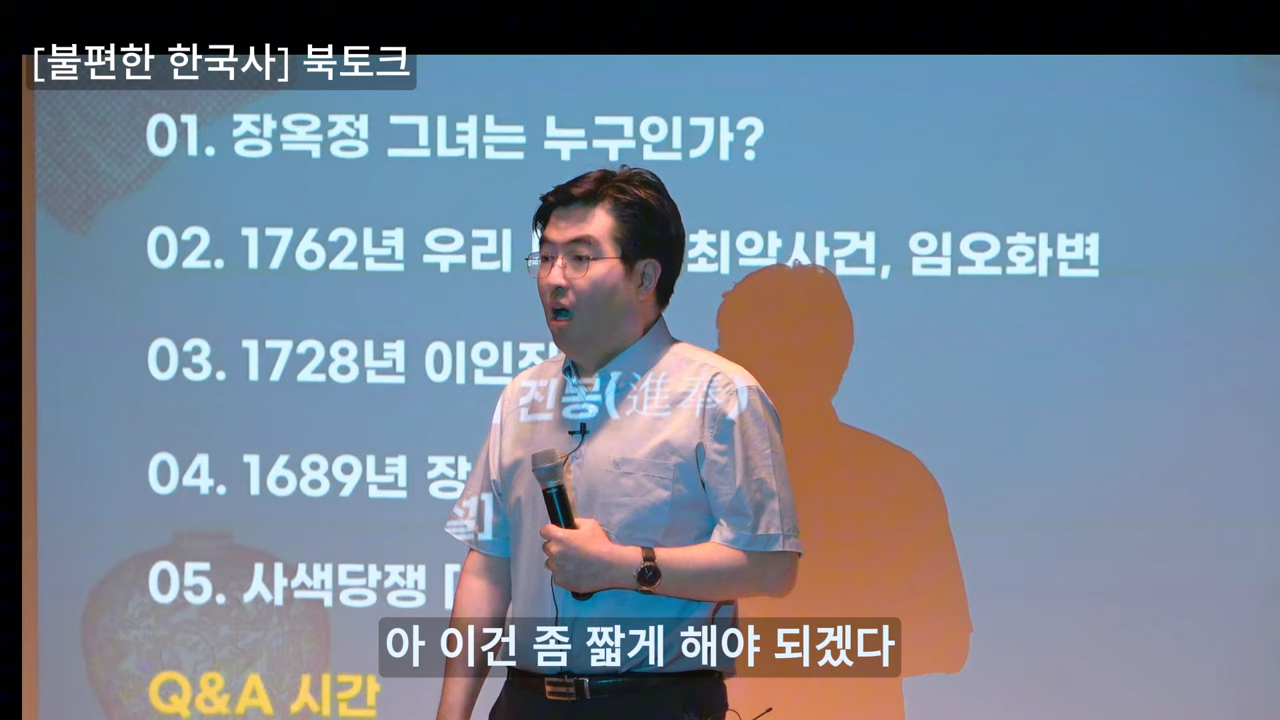 [불편한 한국사] 북토크
01. 장옥정 그녀는 누구인가?
02. 1762년 우리 최악사건, 임오화변
03. 1728년 이인좌
진봉(進奉)
04. 1689년 장
설]
05. 사색당쟁 [
아 이건 좀 짧게 해야 되겠다
Q&A 시간